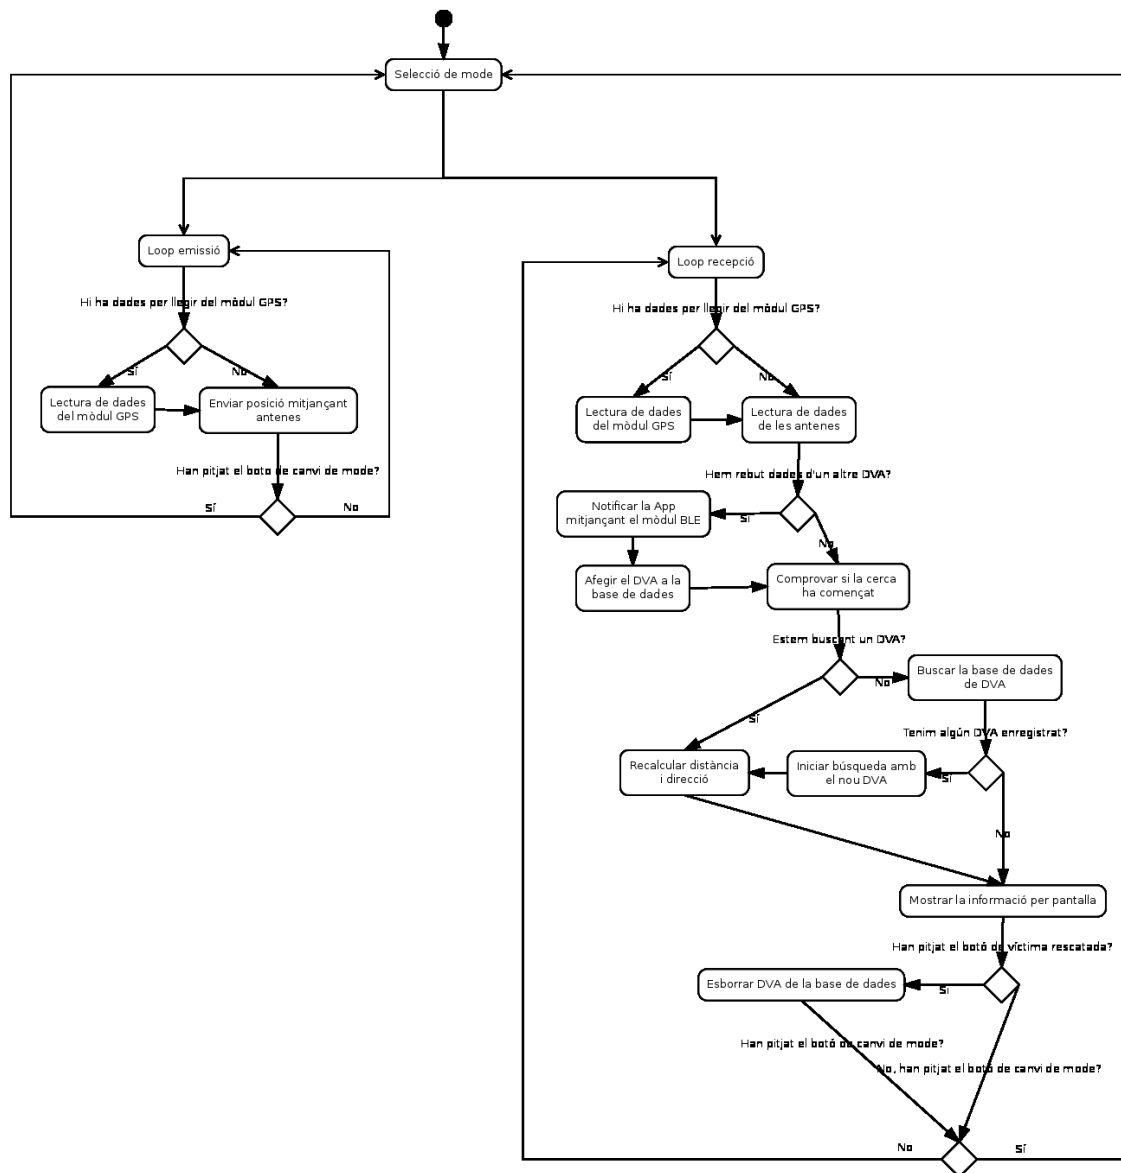 Selecció de mode
Loop emissió
Hi ha dades per llegir del mòdul GPS?
Sí
No
Lectura de dades
del mòdul GPS
Enviar posició mitjançant
antenes
Han pitjat el botó de canvi de mode?
Sí
No
Loop recepció
Hi ha dades per llegir del mòdul GPS?
Sí
No
Lectura de dades
del mòdul GPS
Lectura de dades
de les antenes
Hem rebut dades d'un altre DVA?
Sí
No
Notificar la App
mitjançant el mòdul BLE
Afegir el DVA a la
base de dades
Comprovar si la cerca
ha començat
Estem buscant un DVA?
No
Sí
Buscar la base de dades
de DVA
Tenim algún DVA enregistrat?
Sí
No
Iniciar búsqueda amb
el nou DVA
Recalcular distància
i direcció
Mostrar la informació per pantalla
Han pitjat el botó de víctima rescatada?
Sí
Esborrar DVA de la base de dades
Han pitjat el botó de canvi de mode?
No, han pitjat el botó de canvi de mode?
No
Sí